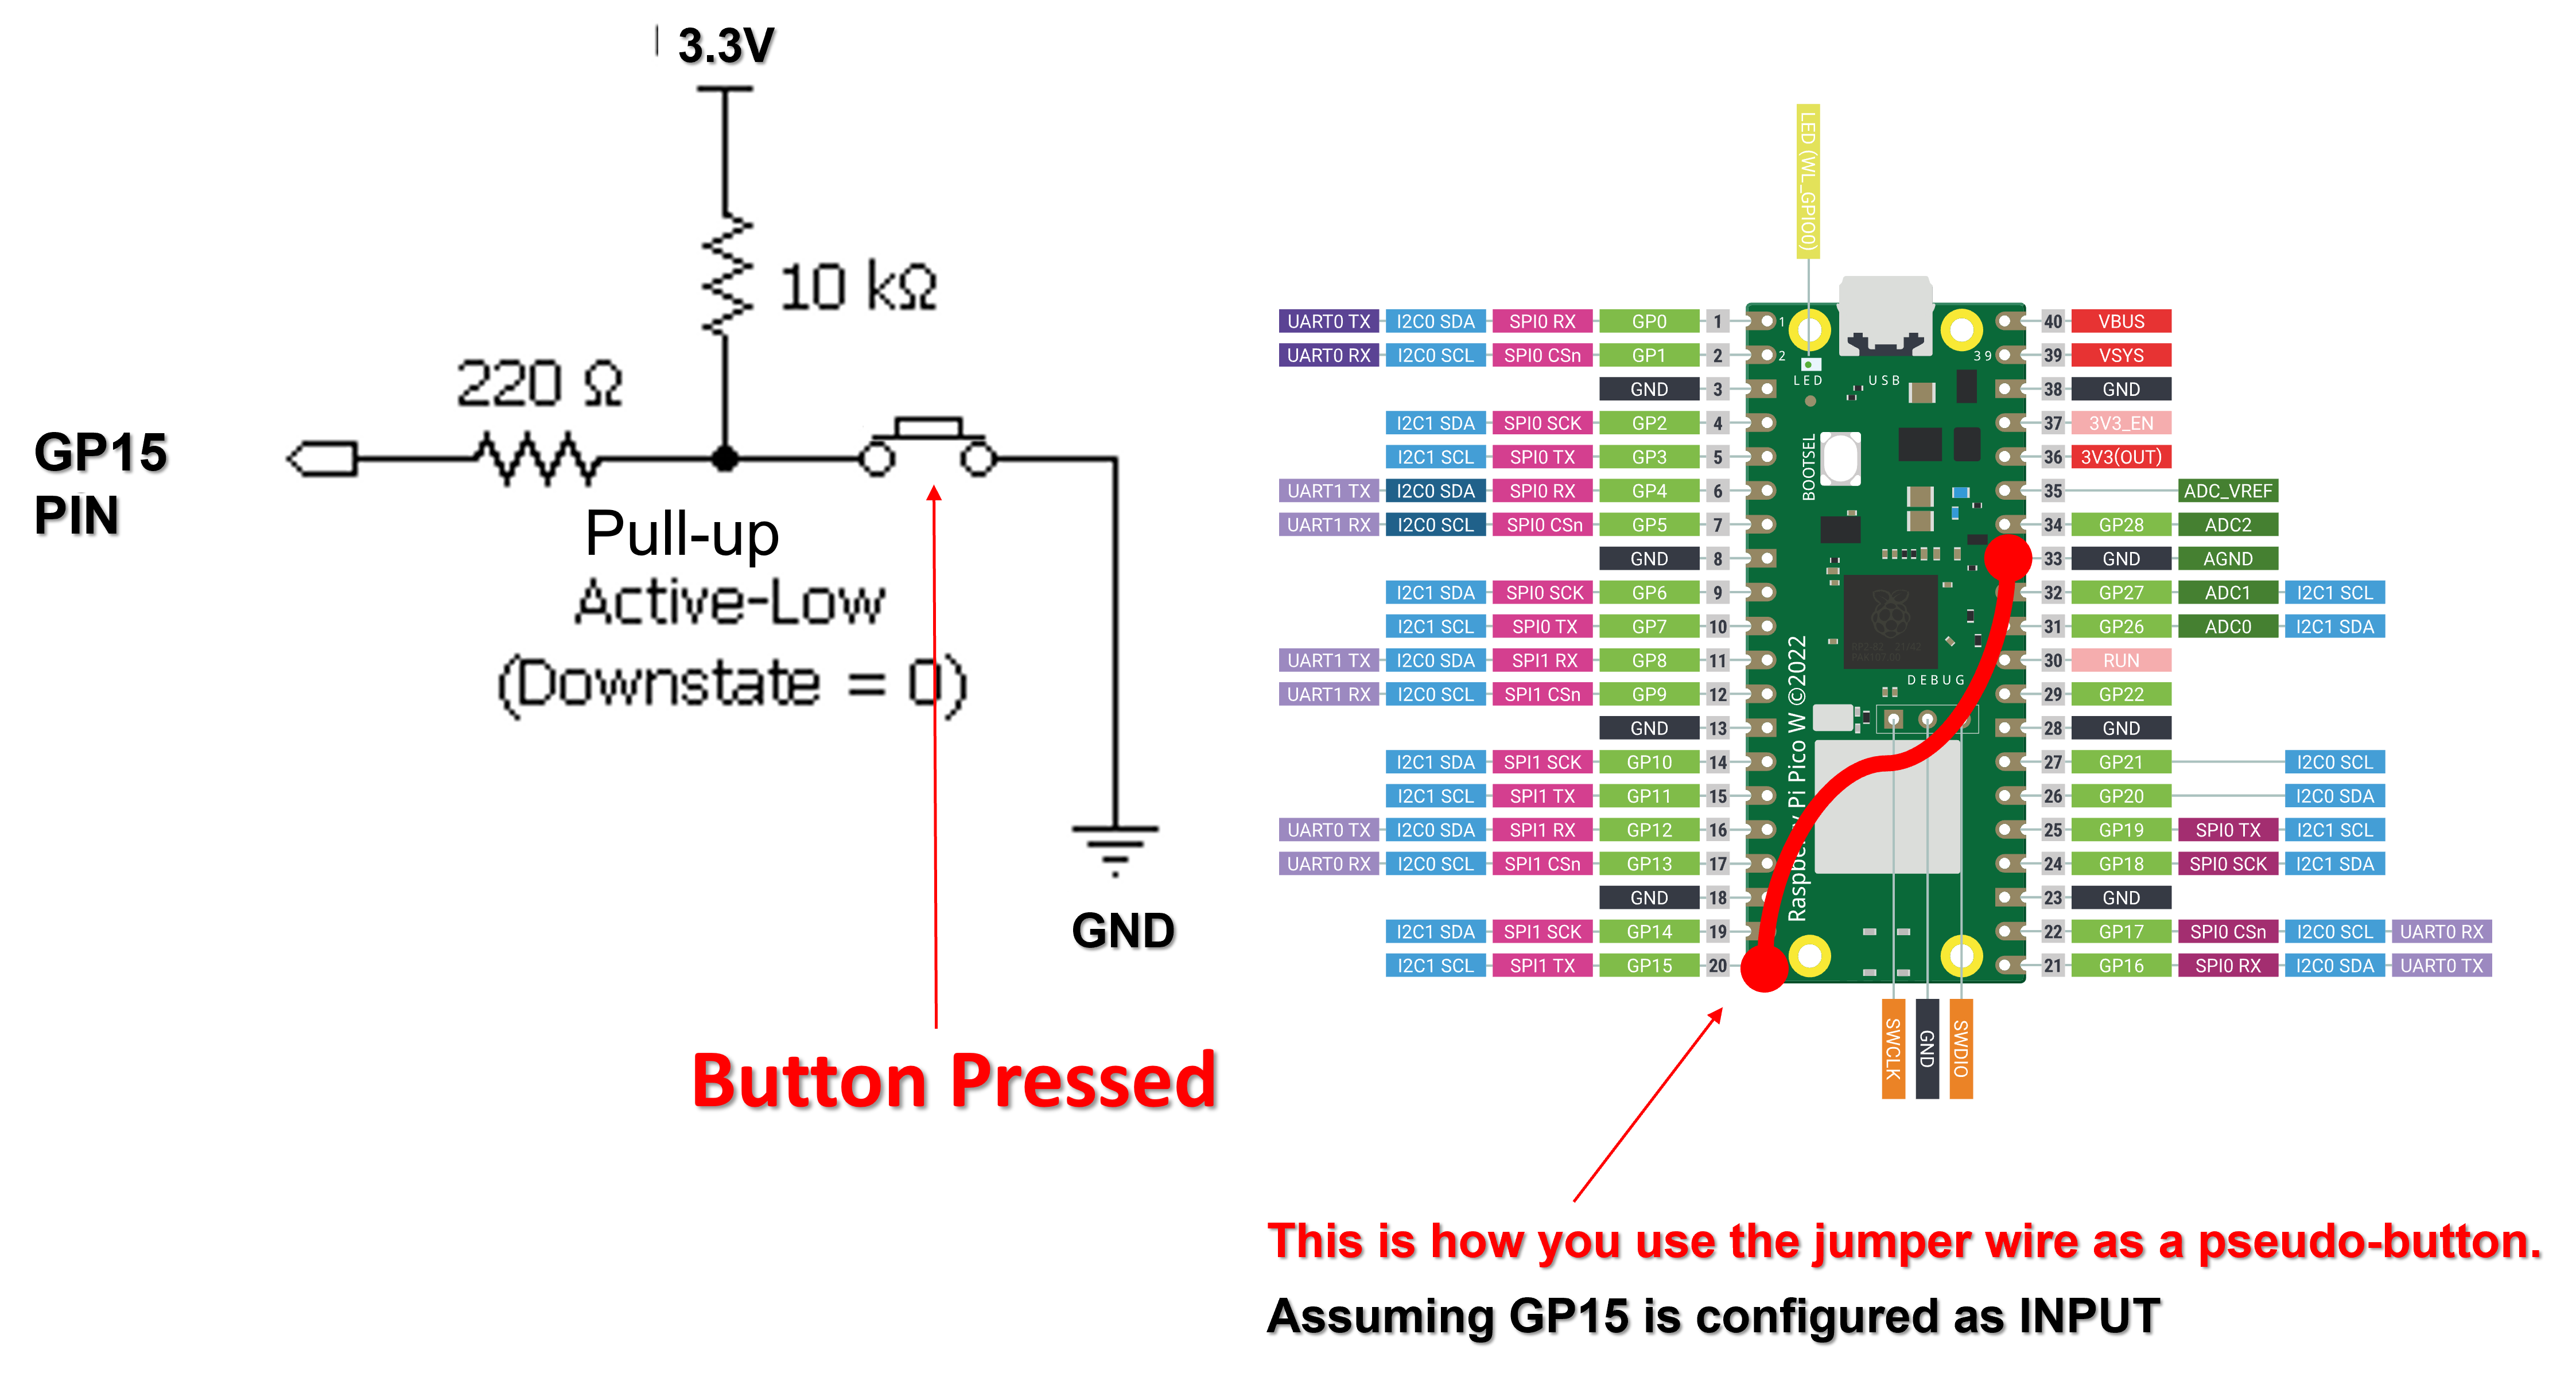 3.3V
10 kΩ
220 Ω
GP15
PIN
Pull-up
Active-Low
(Downstate = 0)
GND
Button Pressed
LED (WL_GPIO0)
UART0 TX I2C0 SDA SPI0 RX GP0 1
UART0 RX I2C0 SCL SPI0 CSn GP1 2
GND 3
I2C1 SDA SPI0 SCK GP2 4
I2C1 SCL SPI0 TX GP3 5
UART1 TX I2C0 SDA SPI0 RX GP4 6
UART1 RX I2C0 SCL SPI0 CSn GP5 7
GND 8
I2C1 SDA SPI0 SCK GP6 9
I2C1 SCL SPI0 TX GP7 10
UART1 TX I2C0 SDA SPI1 RX GP8 11
UART1 RX I2C0 SCL SPI1 CSn GP9 12
GND 13
I2C1 SDA SPI1 SCK GP10 14
I2C1 SCL SPI1 TX GP11 15
UART0 TX I2C0 SDA SPI1 RX GP12 16
UART0 RX I2C0 SCL SPI1 CSn GP13 17
GND 18
I2C1 SDA SPI1 SCK GP14 19
I2C1 SCL SPI1 TX GP15 20
1
2
39
LED
USB
BOOTSEL
DEBUG
Raspberry Pi Pico W ©2022
40 VBUS
39 VSYS
38 GND
37 3V3_EN
36 3V3(OUT)
35 ADC_VREF
34 GP28 ADC2
33 GND AGND
32 GP27 ADC1 I2C1 SCL
31 GP26 ADC0 I2C1 SDA
30 RUN
29 GP22
28 GND
27 GP21 I2C0 SCL
26 GP20 I2C0 SDA
25 GP19 SPI0 TX I2C1 SCL
24 GP18 SPI0 SCK I2C1 SDA
23 GND
22 GP17 SPI0 CSn I2C0 SCL UART0 RX
21 GP16 SPI0 RX I2C0 SDA UART0 TX
SWCLK
GND
SWDIO
This is how you use the jumper wire as a pseudo-button.
Assuming GP15 is configured as INPUT